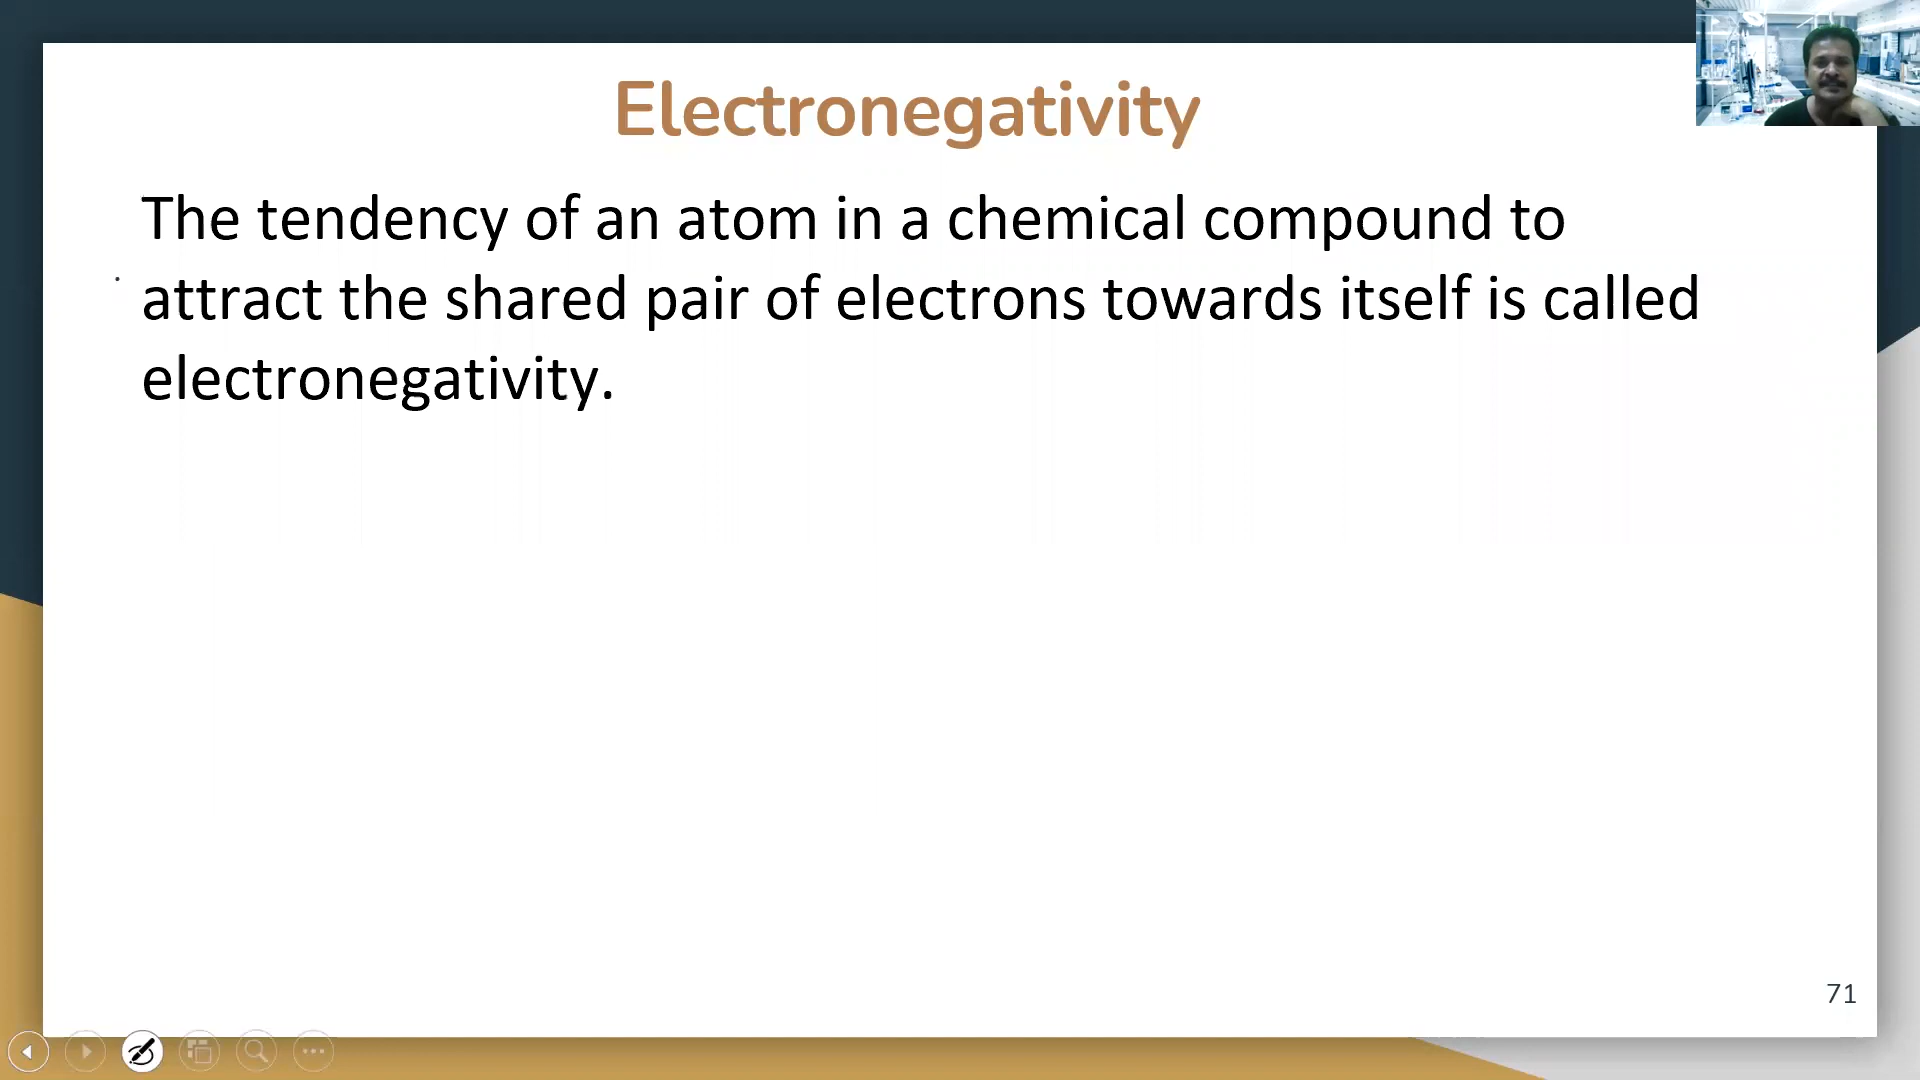 Electronegativity
The tendency of an atom in a chemical compound to
attract the shared pair of electrons towards itself is called
electronegativity.
71